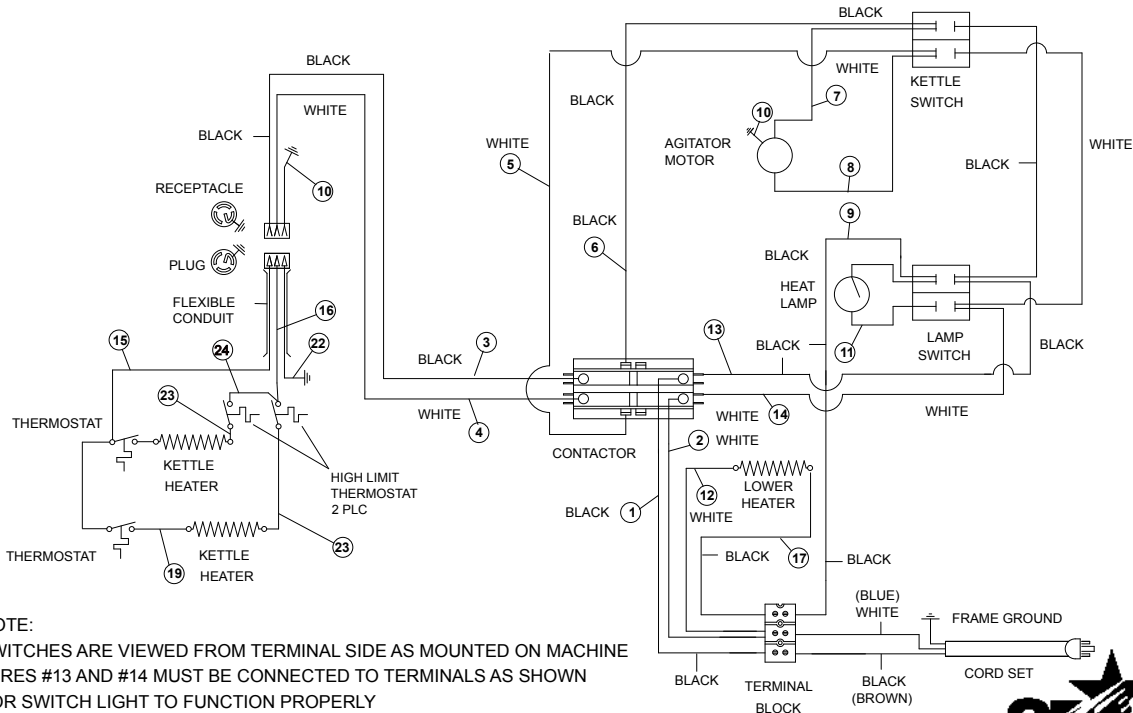 BLACK
WHITE
KETTLE
SWITCH
BLACK
BLACK
7
10
WHITE
BLACK
WHITE
AGITATOR
MOTOR
WHITE
5
BLACK
8
RECEPTACLE
10
9
BLACK
6
BLACK
PLUG
HEAT
LAMP
FLEXIBLE
CONDUIT
16
LAMP
SWITCH
11
13
15
24
22
BLACK
3
BLACK
BLACK
23
WHITE
4
WHITE
14
WHITE
2
WHITE
THERMOSTAT
KETTLE
HEATER
HIGH LIMIT
THERMOSTAT
2 PLC
CONTACTOR
12
LOWER
HEATER
BLACK
1
WHITE
THERMOSTAT
19
KETTLE
HEATER
23
BLACK
17
BLACK
(BLUE)
WHITE
FRAME GROUND
OTE:
WITCHES ARE VIEWED FROM TERMINAL SIDE AS MOUNTED ON MACHINE
RES #13 AND #14 MUST BE CONNECTED TO TERMINALS AS SHOWN
OR SWITCH LIGHT TO FUNCTION PROPERLY
BLACK
TERMINAL
BLOCK
BLACK
(BROWN)
CORD SET